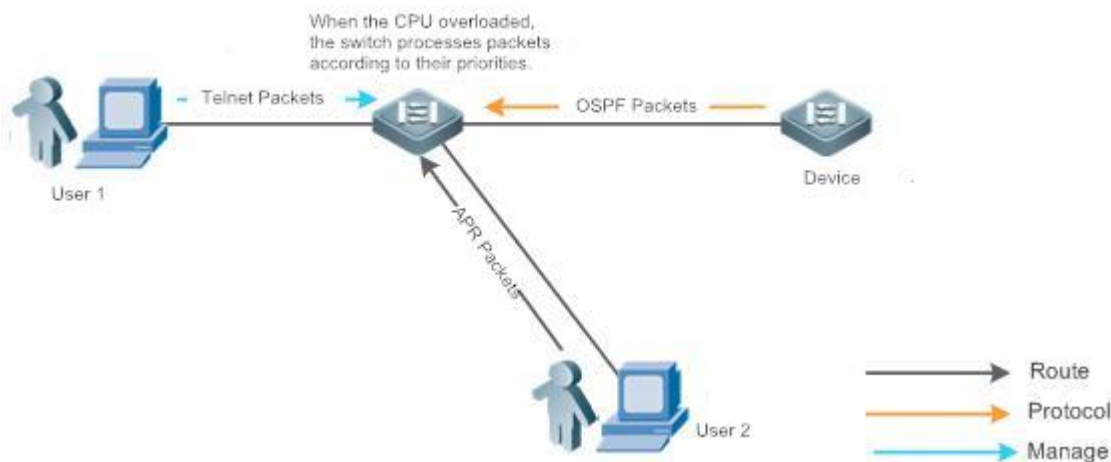 When the CPU overloaded,
the switch processes packets
according to their priorities.
Telnet Packets
OSPF Packets
User 1
Device
APR Packets
User 2
Route
Protocol
Manage